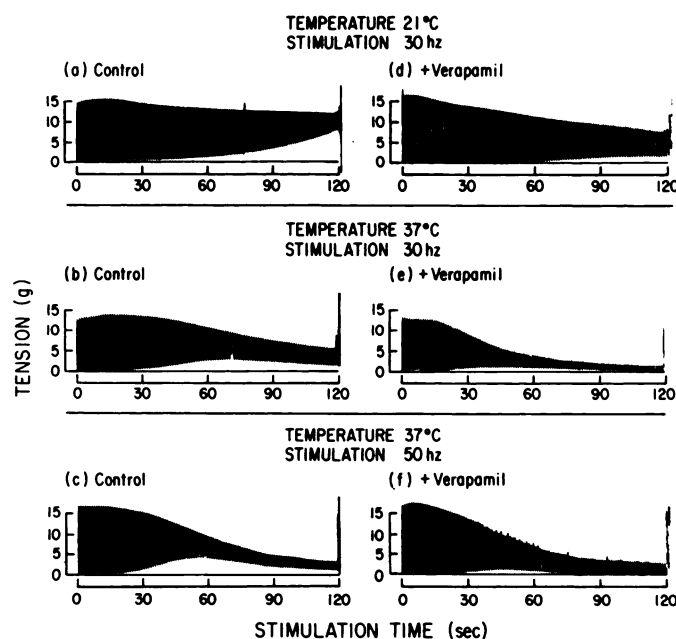 TEMPERATURE 21°C
STIMULATION 30 hz
(a) Control
(d) + Verapamil
15
10
5
0
0 30 60 90 120
15
10
5
0
0 30 60 90 120
TEMPERATURE 37°C
STIMULATION 30 hz
(b) Control
(e) + Verapamil
15
10
5
0
0 30 60 90 120
15
10
5
0
0 30 60 90 120
TENSION (g)
TEMPERATURE 37°C
STIMULATION 50 hz
(c) Control
(f) + Verapamil
15
10
5
0
0 30 60 90 120
15
10
5
0
0 30 60 90 120
STIMULATION TIME (sec)